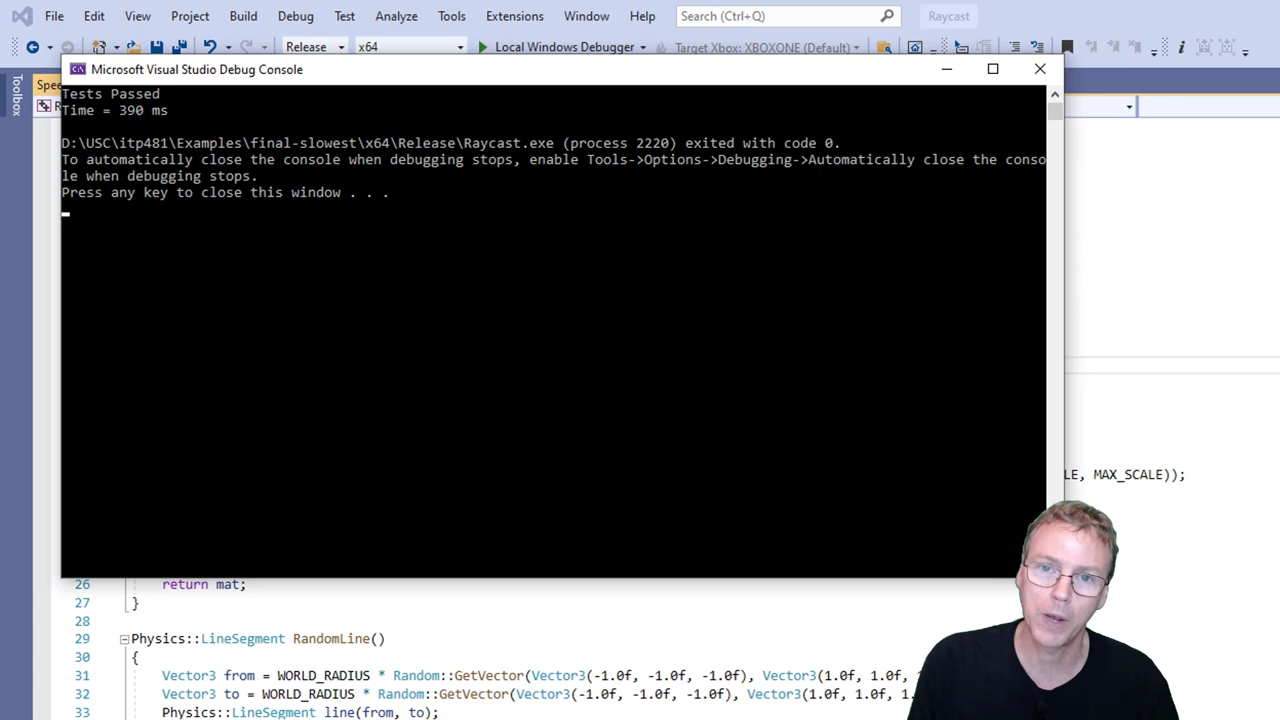 File Edit View Project Build Debug Test Analyze Tools Extensions Window Help Search (Ctrl+Q) Raycast
Release x64 Local Windows Debugger Target Xbox: XBOXONE (Default)
Toolbox
Spee
Microsoft Visual Studio Debug Console
Tests Passed
Time = 390 ms
D:\USC\itp481\Examples\final-slowest\x64\Release\Raycast.exe (process 2220) exited with code 0.
To automatically close the console when debugging stops, enable Tools->Options->Debugging->Automatically close the conso
le when debugging stops.
Press any key to close this window . . .
LE, MAX_SCALE));
26 return mat;
27 }
28
29 Physics::LineSegment RandomLine()
30 {
31 Vector3 from = WORLD_RADIUS * Random::GetVector(Vector3(-1.0f, -1.0f, -1.0f), Vector3(1.0f, 1.0f, 1
32 Vector3 to = WORLD_RADIUS * Random::GetVector(Vector3(-1.0f, -1.0f, -1.0f), Vector3(1.0f, 1.0f, 1.
33 Physics::LineSegment line(from, to);